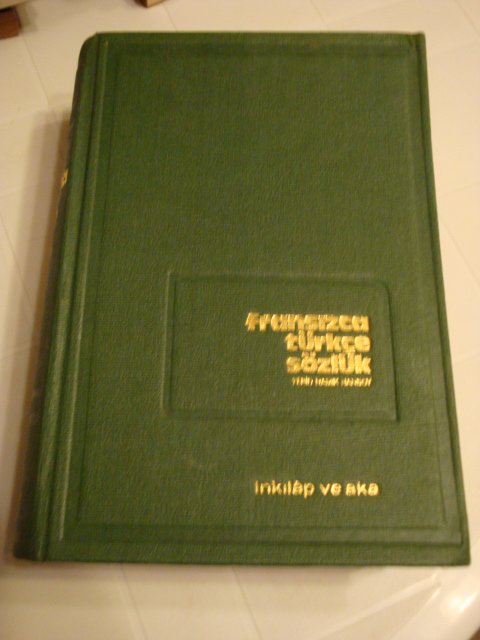 fransızca
türkçe
sözlük
inkılâp ve aka